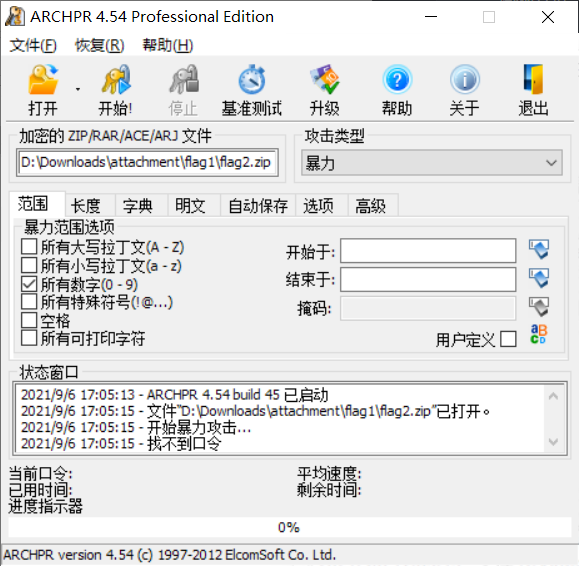 ARCHPR 4.54 Professional Edition
文件(F) 恢复(R) 帮助(H)
打开 开始! 停止 基准测试 升级 帮助 关于 退出
加密的 ZIP/RAR/ACE/ARJ 文件
攻击类型
D:\Downloads\attachment\flag1\flag2.zip
暴力
范围 长度 字典 明文 自动保存 选项 高级
暴力范围选项
所有大写拉丁文(A - Z)
所有小写拉丁文(a - z)
所有数字(0 - 9)
所有特殊符号(!@...)
空格
所有可打印字符
开始于:
结束于:
掩码:
用户定义
aB
CD
状态窗口
2021/9/6 17:05:13 - ARCHPR 4.54 build 45 已启动
2021/9/6 17:05:15 - 文件“D:\Downloads\attachment\flag1\flag2.zip”已打开。
2021/9/6 17:05:15 - 开始暴力攻击...
2021/9/6 17:05:15 - 找不到口令
当前口令: 平均速度:
已用时间: 剩余时间:
进度指示器
0%
ARCHPR version 4.54 (c) 1997-2012 ElcomSoft Co. Ltd.